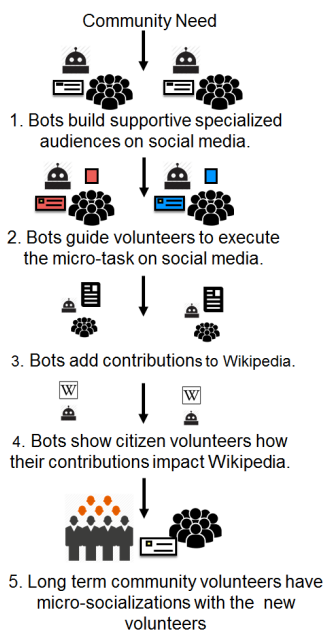 Community Need
1. Bots build supportive specialized
audiences on social media.
2. Bots guide volunteers to execute
the micro-task on social media.
3. Bots add contributions to Wikipedia.
W
W
4. Bots show citizen volunteers how
their contributions impact Wikipedia.
5. Long term community volunteers have
micro-socializations with the new
volunteers